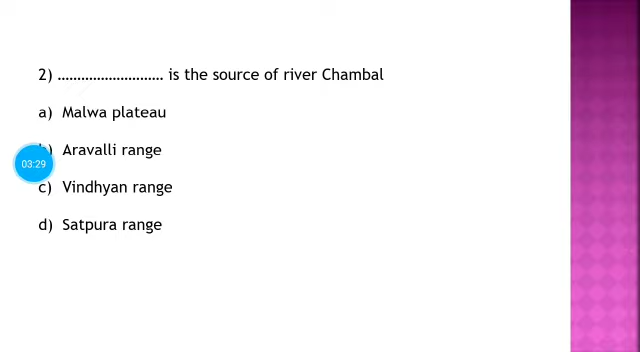 2) ........................... is the source of river Chambal
a) Malwa plateau
) Aravalli range
03:29
c) Vindhyan range
d) Satpura range